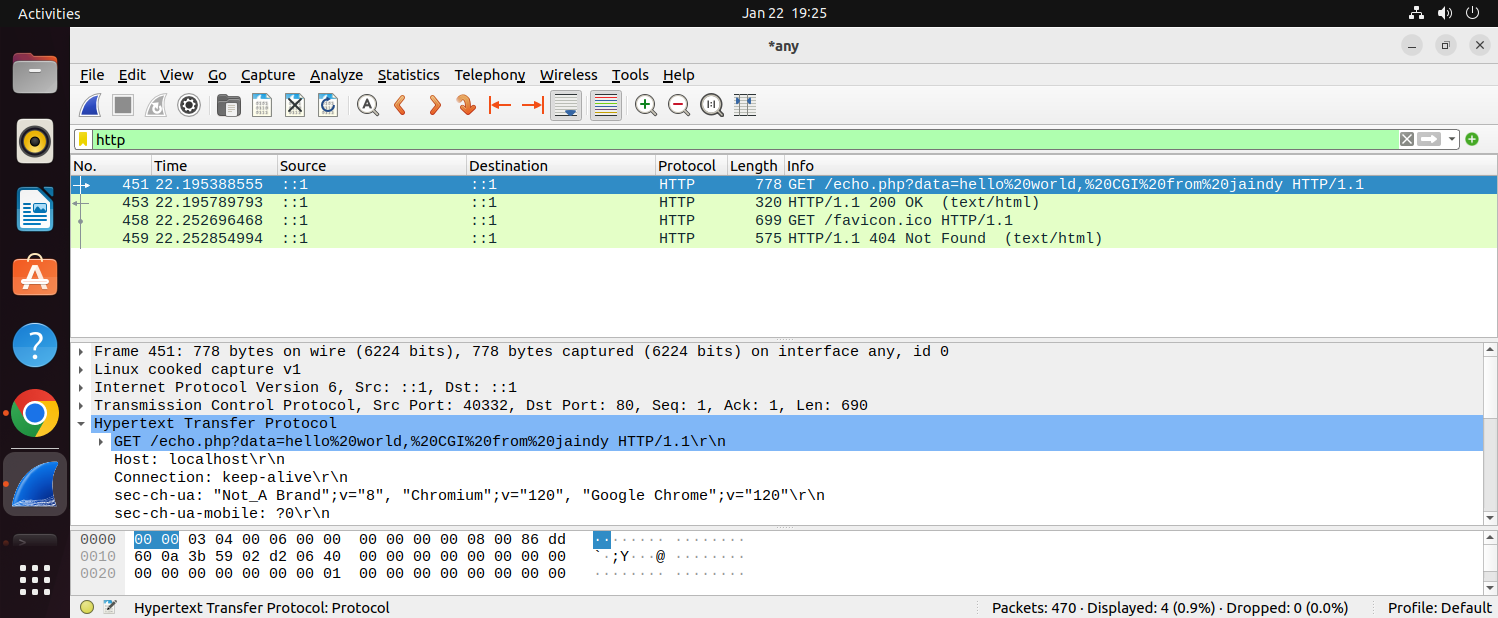 Activities
Jan 22 19:25
*any
File Edit View Go Capture Analyze Statistics Telephony Wireless Tools Help
http
No. Time Source Destination Protocol Length Info
451 22.195388555 ::1 ::1 HTTP 778 GET /echo.php?data=hello%20world,%20CGI%20from%20jaindy HTTP/1.1
453 22.195789793 ::1 ::1 HTTP 320 HTTP/1.1 200 OK (text/html)
458 22.252696468 ::1 ::1 HTTP 699 GET /favicon.ico HTTP/1.1
459 22.252854994 ::1 ::1 HTTP 575 HTTP/1.1 404 Not Found (text/html)
Frame 451: 778 bytes on wire (6224 bits), 778 bytes captured (6224 bits) on interface any, id 0
Linux cooked capture v1
Internet Protocol Version 6, Src: ::1, Dst: ::1
Transmission Control Protocol, Src Port: 40332, Dst Port: 80, Seq: 1, Ack: 1, Len: 690
Hypertext Transfer Protocol
GET /echo.php?data=hello%20world,%20CGI%20from%20jaindy HTTP/1.1\r\n
Host: localhost\r\n
Connection: keep-alive\r\n
sec-ch-ua: "Not_A Brand";v="8", "Chromium";v="120", "Google Chrome";v="120"\r\n
sec-ch-ua-mobile: ?0\r\n
0000 00 00 03 04 00 06 00 00 00 00 00 00 08 00 86 dd ········ ········
0010 60 0a 3b 59 02 d2 06 40 00 00 00 00 00 00 00 00 `·;Y···@ ········
0020 00 00 00 00 00 00 00 01 00 00 00 00 00 00 00 00 ········ ········
Hypertext Transfer Protocol: Protocol
Packets: 470 · Displayed: 4 (0.9%) · Dropped: 0 (0.0%)
Profile: Default